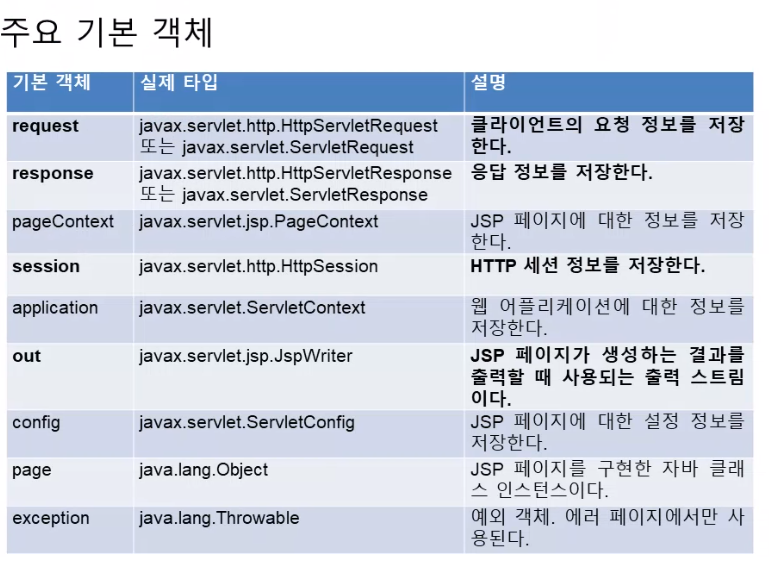 주요 기본 객체
기본 객체 실제 타입 설명
request javax.servlet.http.HttpServletRequest 클라이언트의 요청 정보를 저장
또는 javax.servlet.ServletRequest 한다.
response javax.servlet.http.HttpServletResponse 응답 정보를 저장한다.
또는 javax.servlet.ServletResponse
pageContext javax.servlet.jsp.PageContext JSP 페이지에 대한 정보를 저장
한다.
session javax.servlet.http.HttpSession HTTP 세션 정보를 저장한다.
application javax.servlet.ServletContext 웹 어플리케이션에 대한 정보를
저장한다.
out javax.servlet.jsp.JspWriter JSP 페이지가 생성하는 결과를
출력할 때 사용되는 출력 스트림
이다.
config javax.servlet.ServletConfig JSP 페이지에 대한 설정 정보를
저장한다.
page java.lang.Object JSP 페이지를 구현한 자바 클래
스 인스턴스이다.
exception java.lang.Throwable 예외 객체. 에러 페이지에서만 사
용된다.